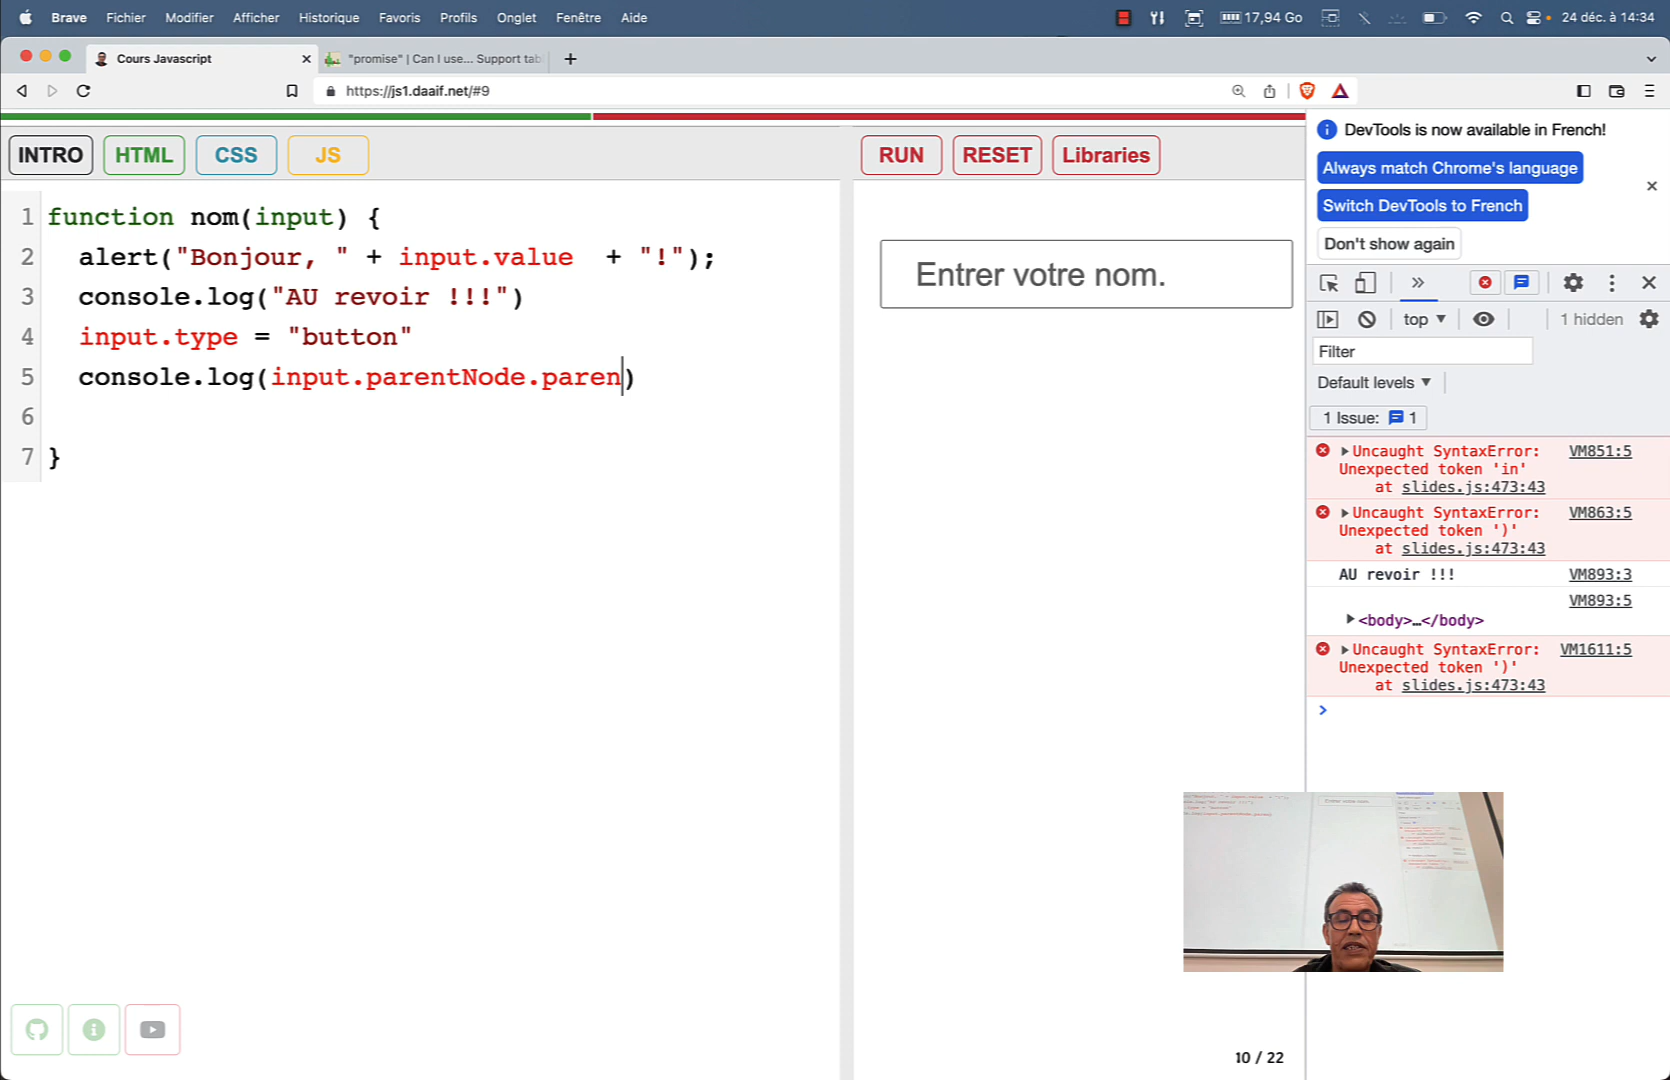 Brave Fichier Modifier Afficher Historique Favoris Profils Onglet Fenêtre Aide 17,94 Go 24 déc. à 14:34
Cours Javascript "promise" | Can I use... Support tab
https://js1.daaif.net/#9
INTRO HTML CSS JS RUN RESET Libraries
1 function nom(input) {
2 alert("Bonjour, " + input.value + "!");
3 console.log("AU revoir !!!")
4 input.type = "button"
5 console.log(input.parentNode.paren)
6
7 }
Entrer votre nom.
10 / 22
DevTools is now available in French!
Always match Chrome's language
Switch DevTools to French
Don't show again
top 1 hidden
Filter
Default levels
1 Issue: 1
Uncaught SyntaxError: VM851:5
Unexpected token 'in'
at slides.js:473:43
Uncaught SyntaxError: VM863:5
Unexpected token ')'
at slides.js:473:43
AU revoir !!! VM893:3
VM893:5
<body>…</body>
Uncaught SyntaxError: VM1611:5
Unexpected token ')'
at slides.js:473:43